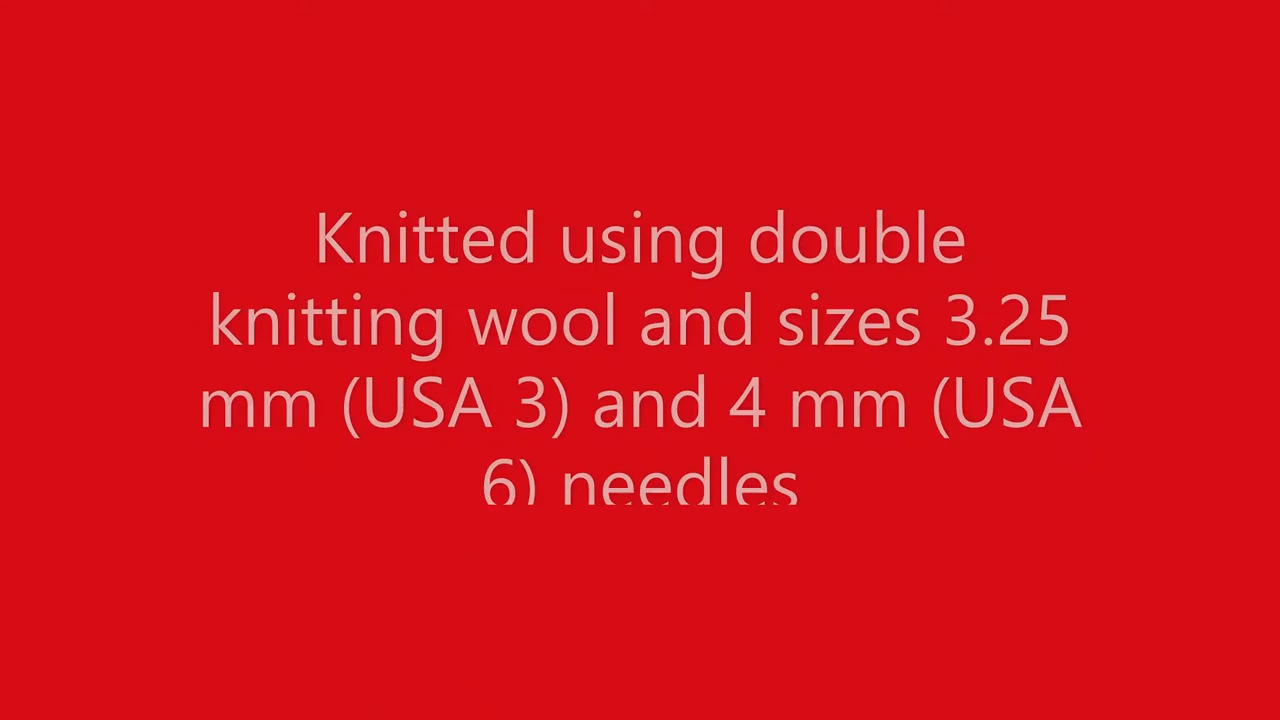 Knitted using double
knitting wool and sizes 3.25
mm (USA 3) and 4 mm (USA
6) needles